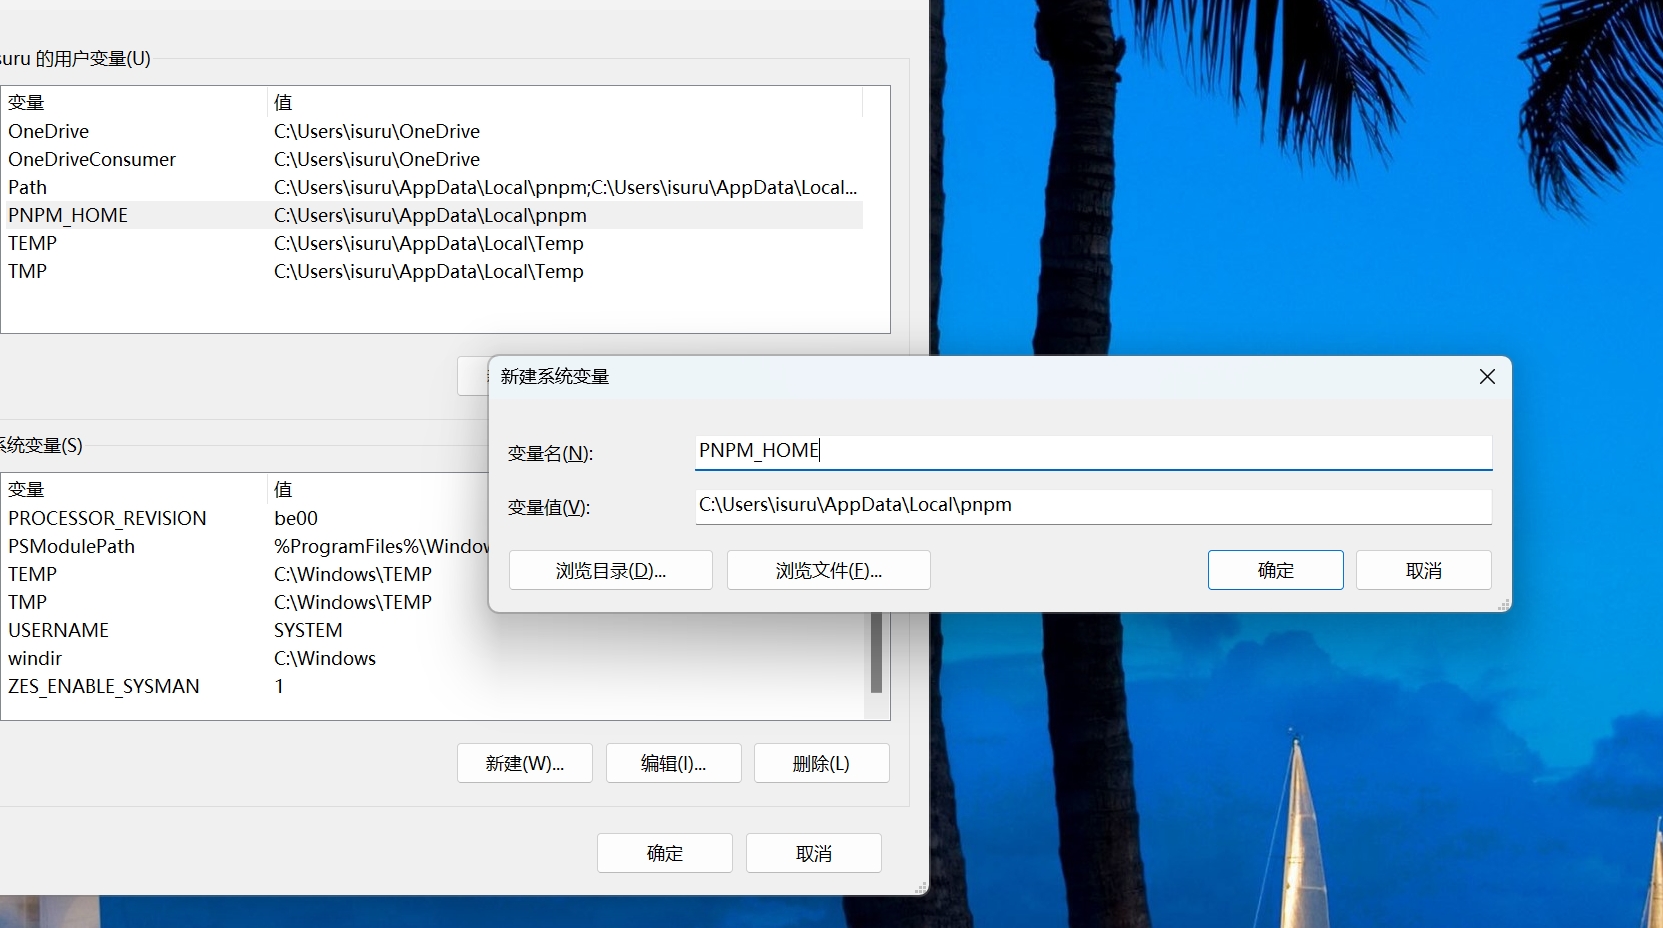 suru 的用户变量(U)
变量 值
OneDrive C:\Users\isuru\OneDrive
OneDriveConsumer C:\Users\isuru\OneDrive
Path C:\Users\isuru\AppData\Local\pnpm;C:\Users\isuru\AppData\Local...
PNPM_HOME C:\Users\isuru\AppData\Local\pnpm
TEMP C:\Users\isuru\AppData\Local\Temp
TMP C:\Users\isuru\AppData\Local\Temp
新建系统变量
变量名(N): PNPM_HOME
变量值(V): C:\Users\isuru\AppData\Local\pnpm
浏览目录(D)... 浏览文件(F)... 确定 取消
系统变量(S)
变量 值
PROCESSOR_REVISION be00
PSModulePath %ProgramFiles%\Window
TEMP C:\Windows\TEMP
TMP C:\Windows\TEMP
USERNAME SYSTEM
windir C:\Windows
ZES_ENABLE_SYSMAN 1
新建(W)... 编辑(I)... 删除(L)
确定 取消